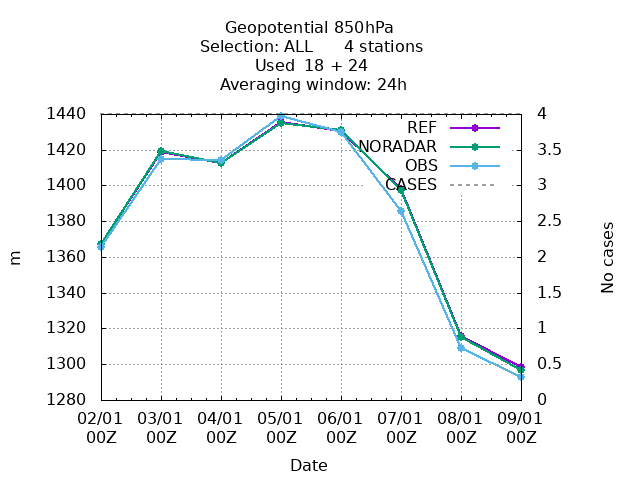 Geopotential 850hPa
Selection: ALL 4 stations
Used 18 + 24
Averaging window: 24h
1440
1420
1400
1380
1360
1340
1320
1300
1280
m
4
3.5
3
2.5
2
1.5
1
0.5
0
No cases
REF
NORADAR
OBS
CASES
02/01 03/01 04/01 05/01 06/01 07/01 08/01 09/01
00Z 00Z 00Z 00Z 00Z 00Z 00Z 00Z
Date